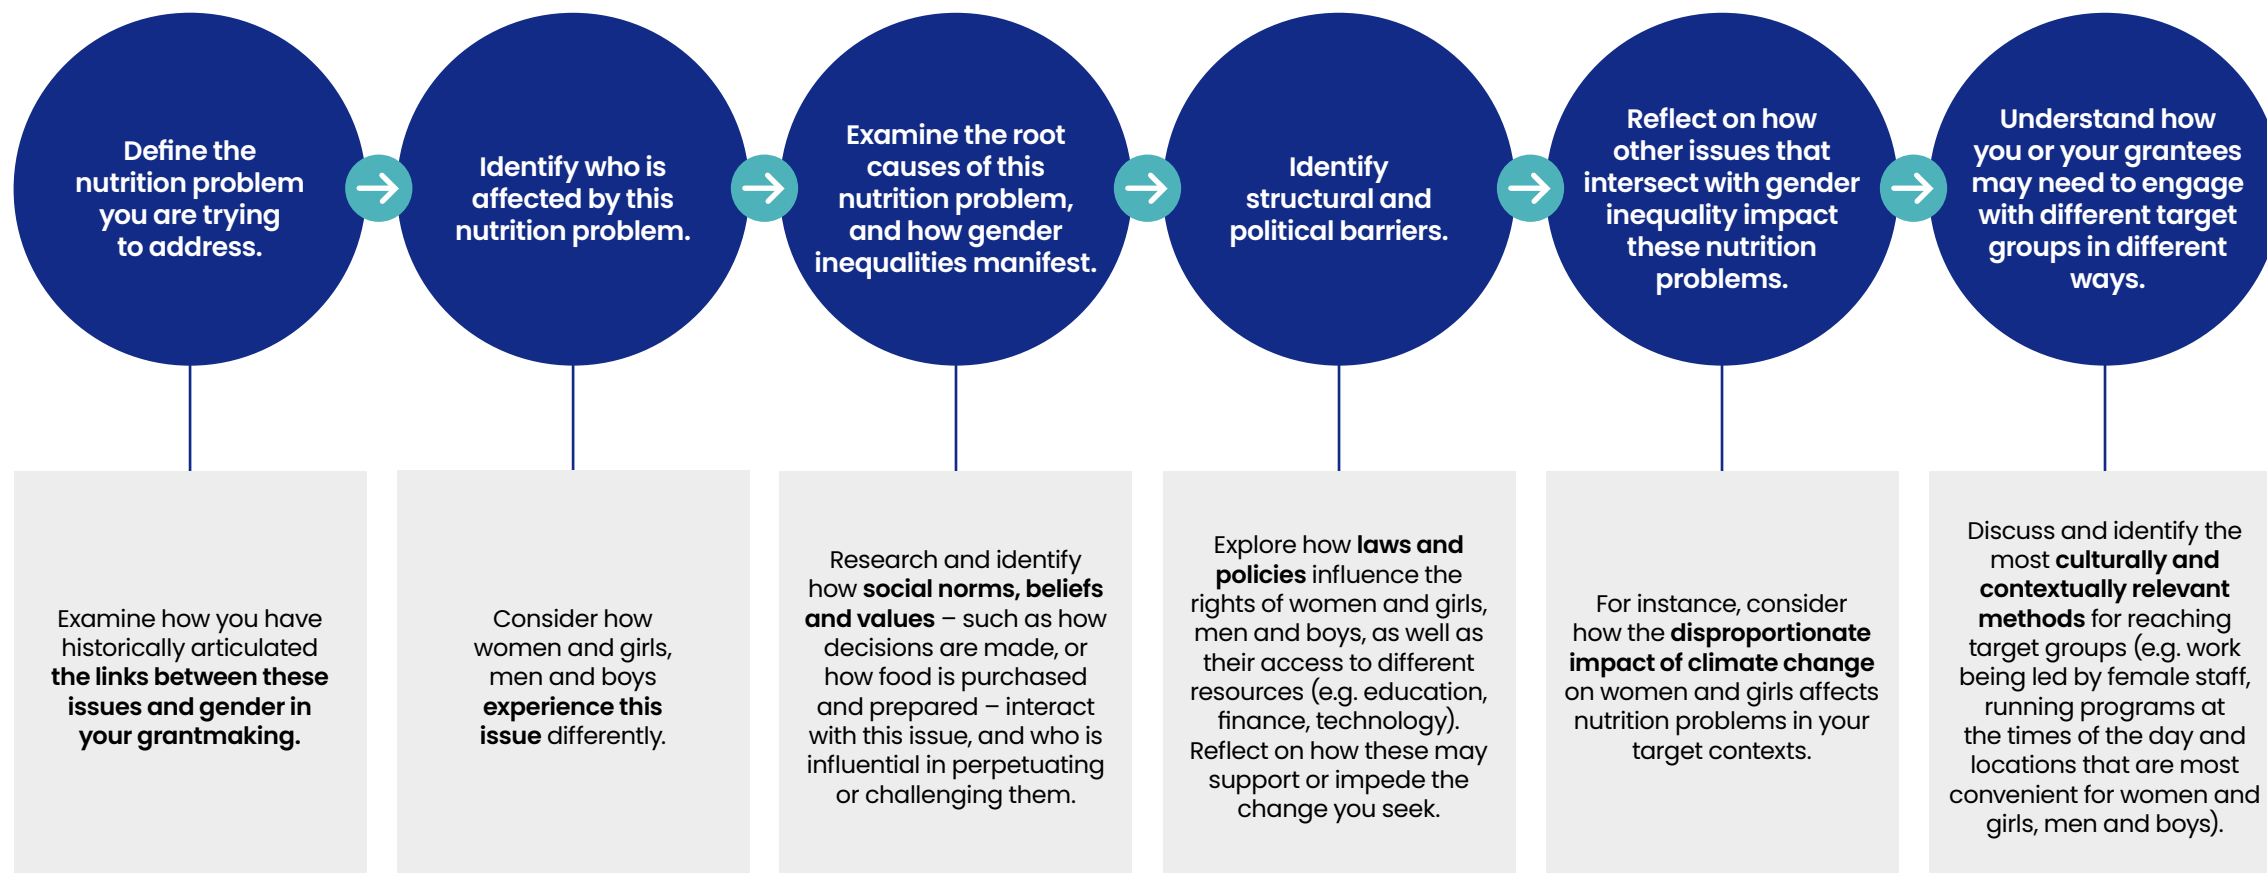 Define the
nutrition problem
you are trying
to address.
Identify who is
affected by this
nutrition problem.
Examine the root
causes of this
nutrition problem,
and how gender
inequalities manifest.
Identify
structural and
political barriers.
Reflect on how
other issues that
intersect with gender
inequality impact
these nutrition
problems.
Understand how
you or your grantees
may need to engage
with different target
groups in different
ways.
Examine how you have
historically articulated
the links between these
issues and gender in
your grantmaking.
Consider how
women and girls,
men and boys
experience this
issue differently.
Research and identify
how social norms, beliefs
and values – such as how
decisions are made, or
how food is purchased
and prepared – interact
with this issue, and who is
influential in perpetuating
or challenging them.
Explore how laws and
policies influence the
rights of women and girls,
men and boys, as well as
their access to different
resources (e.g. education,
finance, technology).
Reflect on how these may
support or impede the
change you seek.
For instance, consider
how the disproportionate
impact of climate change
on women and girls affects
nutrition problems in your
target contexts.
Discuss and identify the
most culturally and
contextually relevant
methods for reaching
target groups (e.g. work
being led by female staff,
running programs at
the times of the day and
locations that are most
convenient for women and
girls, men and boys).